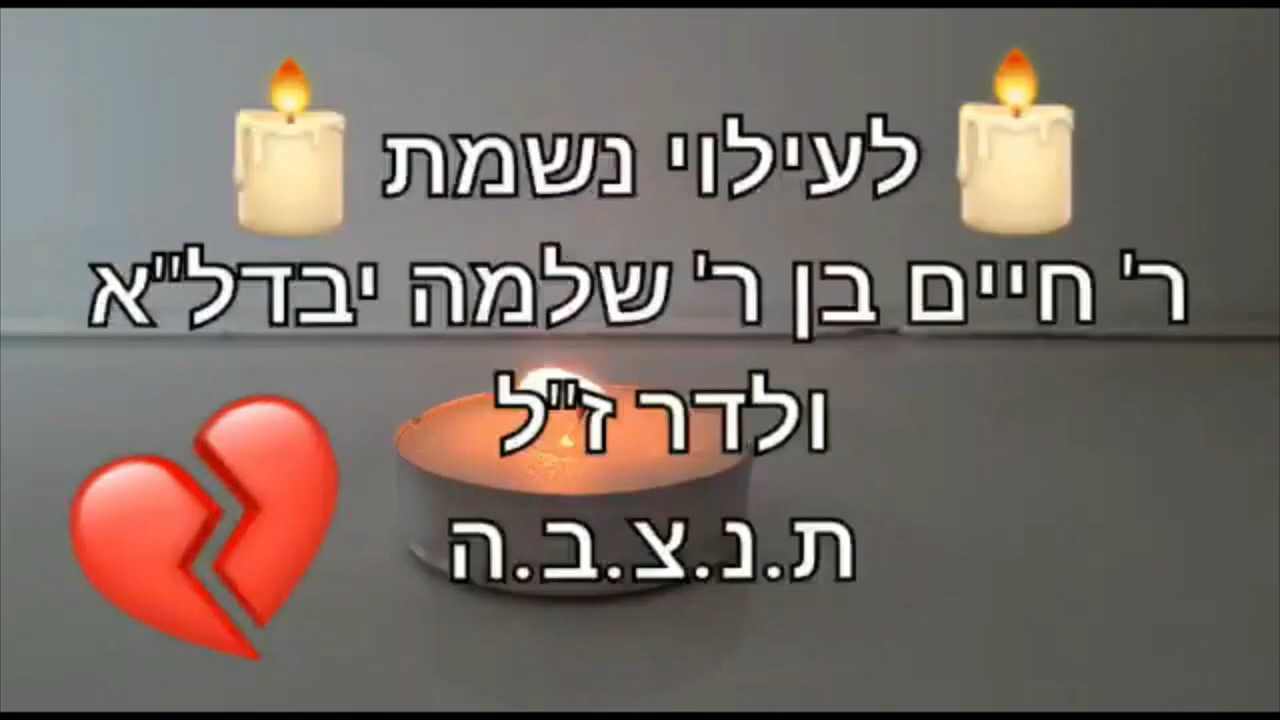 לעילוי נשמת
ר' חיים בן ר' שלמה יבדל"א
ולדר ז"ל
ת.נ.צ.ב.ה